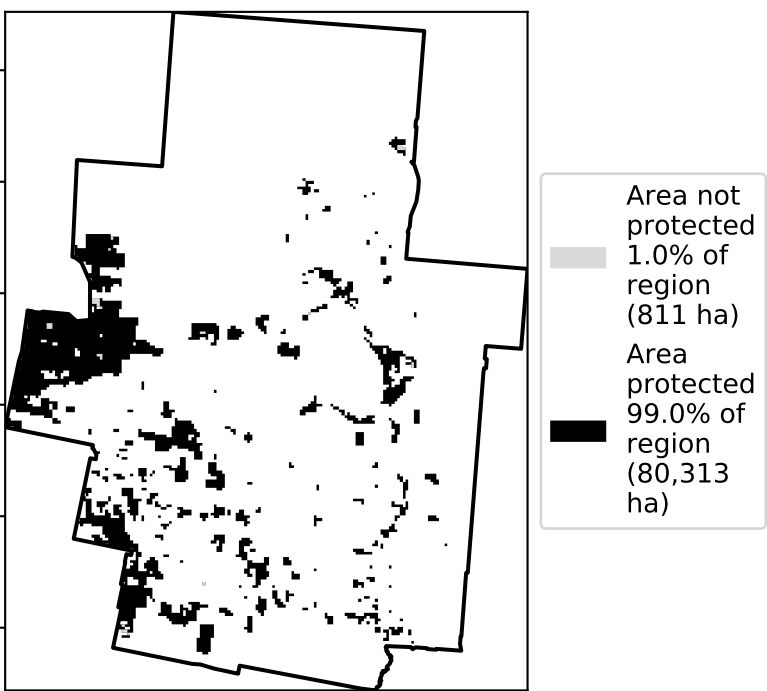 Area not
protected
1.0% of
region
(811 ha)
Area
protected
99.0% of
region
(80,313
ha)